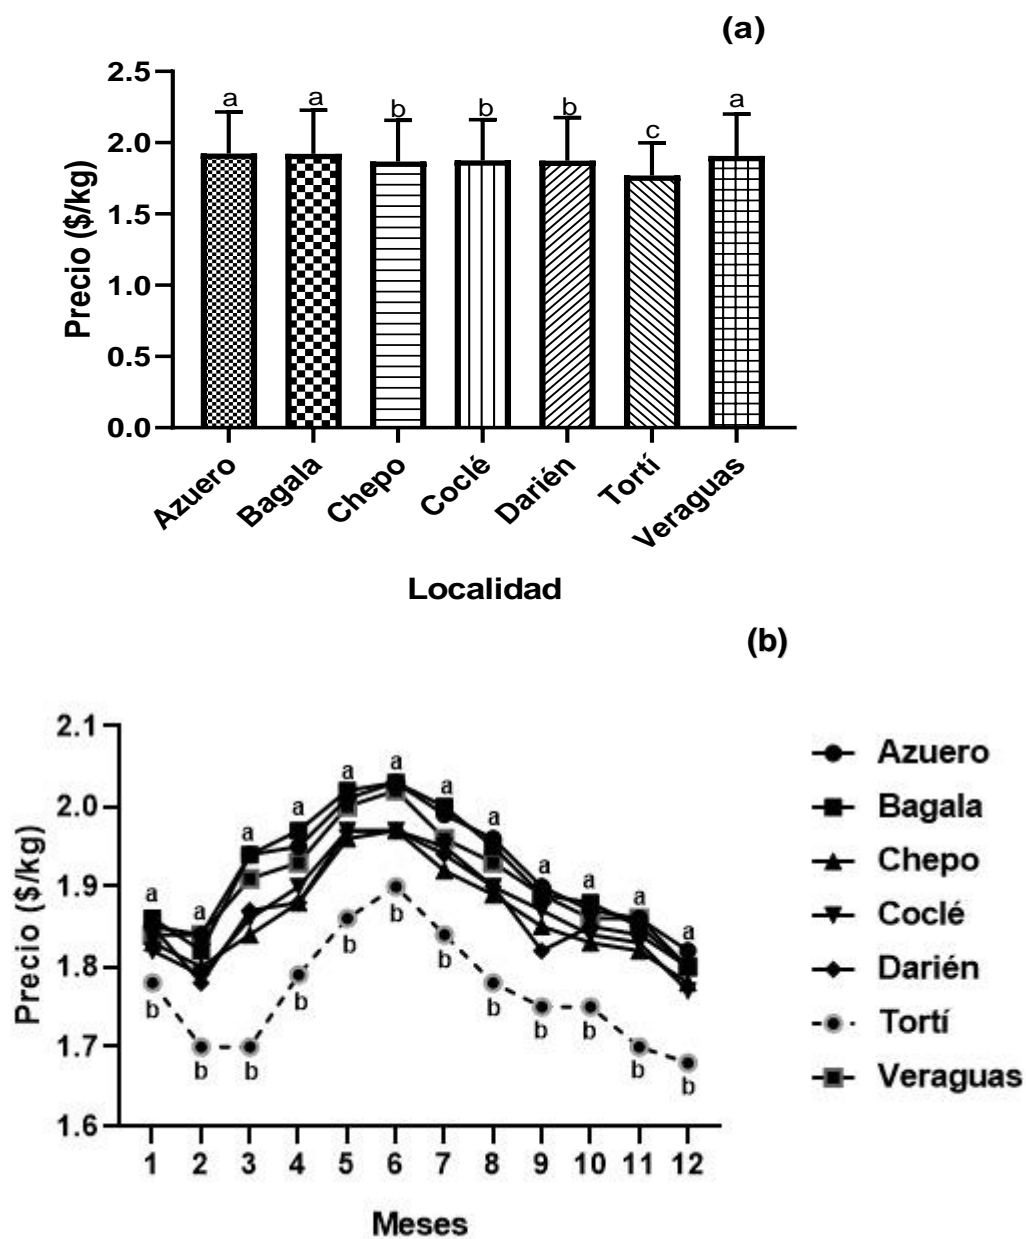 (a)
2.5
2.0
1.5
1.0
0.5
0.0
Precio ($/kg)
a a b b b c a
Azuero Bagala Chepo Coclé Darién Tortí Veraguas
Localidad
(b)
2.1
2.0
1.9
1.8
1.7
1.6
Precio ($/kg)
a a a a a a a a a a a a
b b b b b b b b b b b b
1 2 3 4 5 6 7 8 9 10 11 12
Meses
Azuero
Bagala
Chepo
Coclé
Darién
Tortí
Veraguas